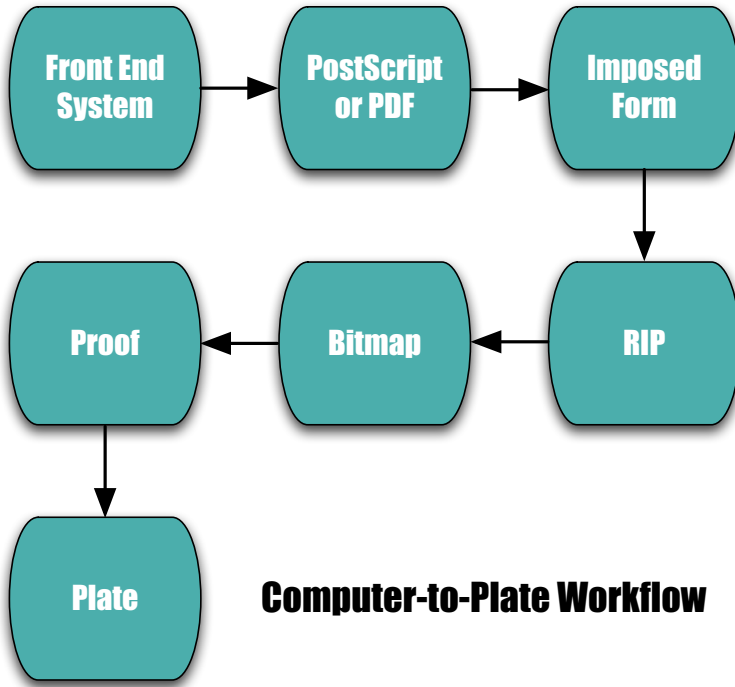 Front End
System
PostScript
or PDF
Imposed
Form
RIP
Bitmap
Proof
Plate
Computer-to-Plate Workflow